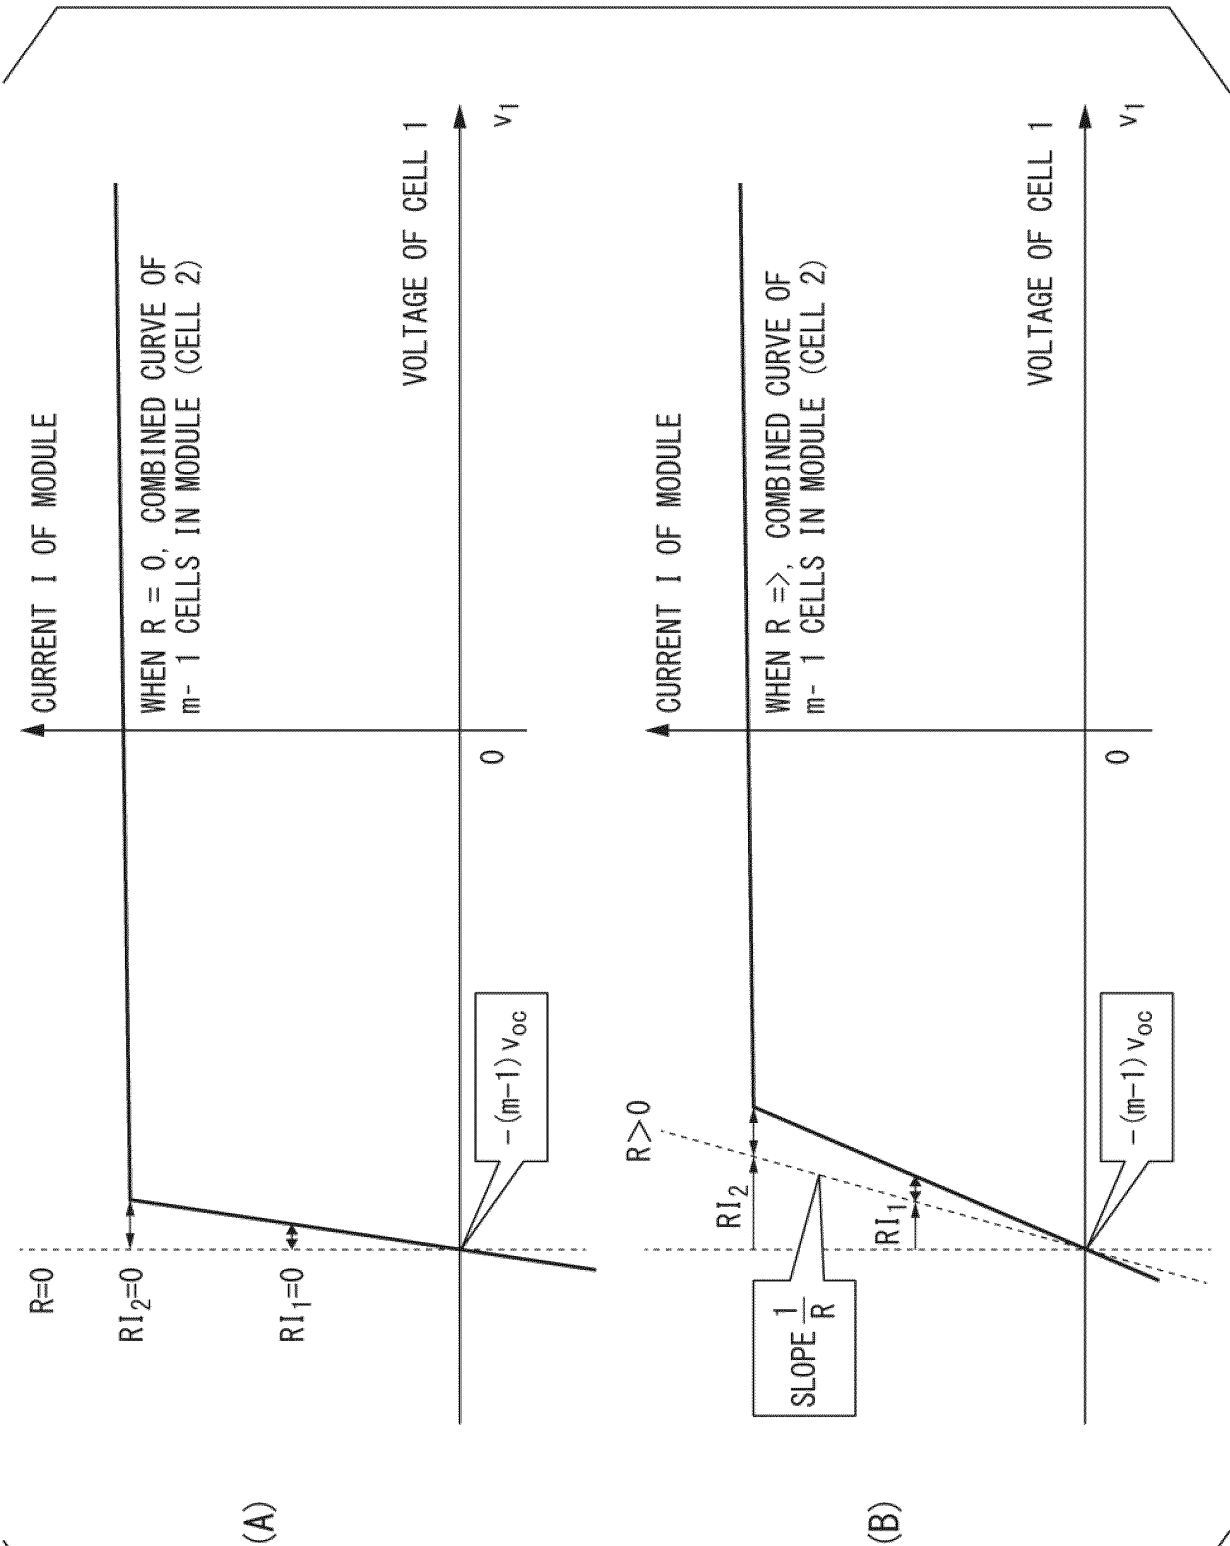 (A)
R=0
RI2=0
RI1=0
CURRENT I OF MODULE
WHEN R = 0, COMBINED CURVE OF
m- 1 CELLS IN MODULE (CELL 2)
VOLTAGE OF CELL 1
V1
0
-(m-1)VOC
(B)
R>0
RI2
RI1
SLOPE 1/R
CURRENT I OF MODULE
WHEN R =>, COMBINED CURVE OF
m- 1 CELLS IN MODULE (CELL 2)
VOLTAGE OF CELL 1
V1
0
-(m-1)VOC